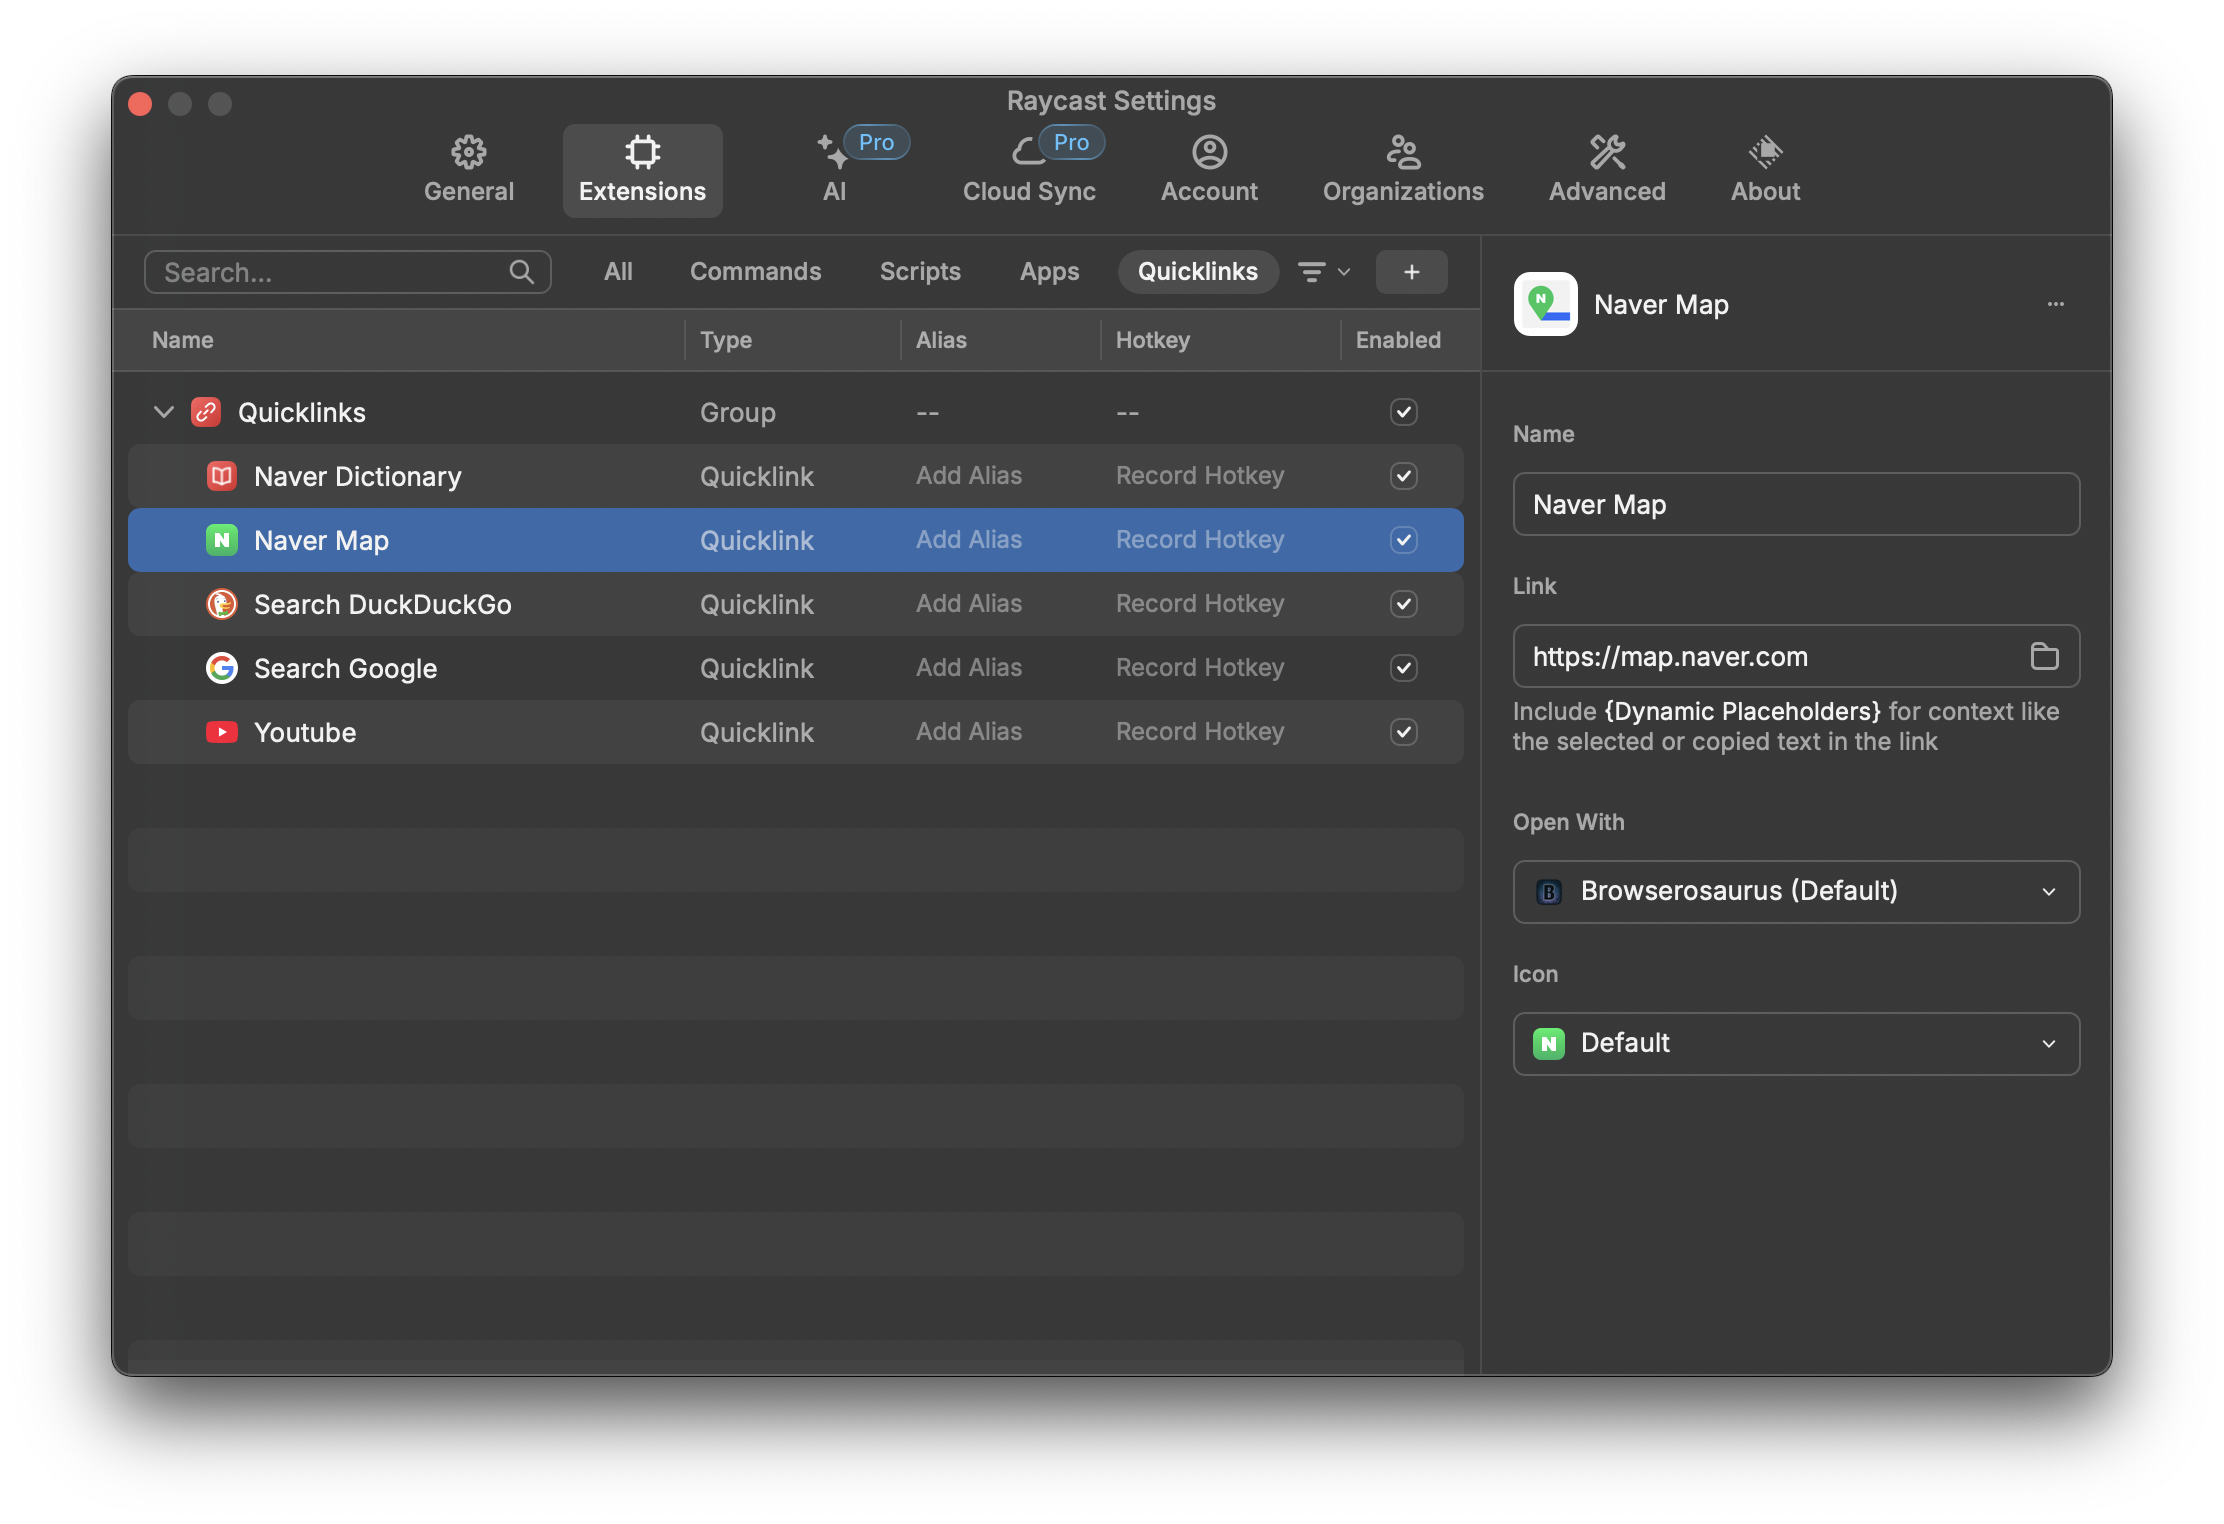 Raycast Settings
General
Extensions
Pro
AI
Pro
Cloud Sync
Account
Organizations
Advanced
About
Search...
All
Commands
Scripts
Apps
Quicklinks
+
Name Type Alias Hotkey Enabled
Quicklinks Group -- --
Naver Dictionary Quicklink Add Alias Record Hotkey
N Naver Map Quicklink Add Alias Record Hotkey
Search DuckDuckGo Quicklink Add Alias Record Hotkey
G Search Google Quicklink Add Alias Record Hotkey
Youtube Quicklink Add Alias Record Hotkey
N Naver Map
...
Name
Naver Map
Link
https://map.naver.com
Include {Dynamic Placeholders} for context like
the selected or copied text in the link
Open With
B Browserosaurus (Default)
Icon
N Default